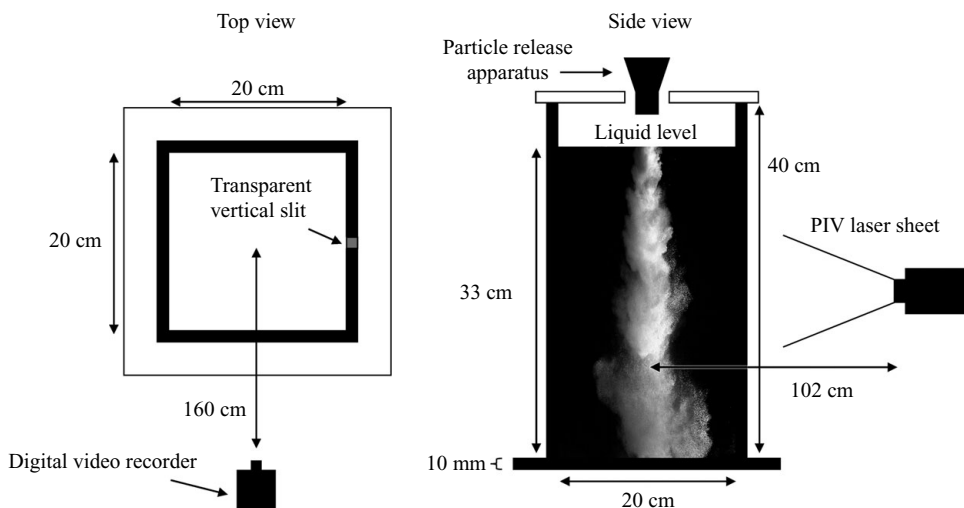 Top view
20 cm
Transparent
vertical slit
20 cm
160 cm
Digital video recorder
Side view
Particle release
apparatus
Liquid level
40 cm
PIV laser sheet
33 cm
102 cm
10 mm
20 cm